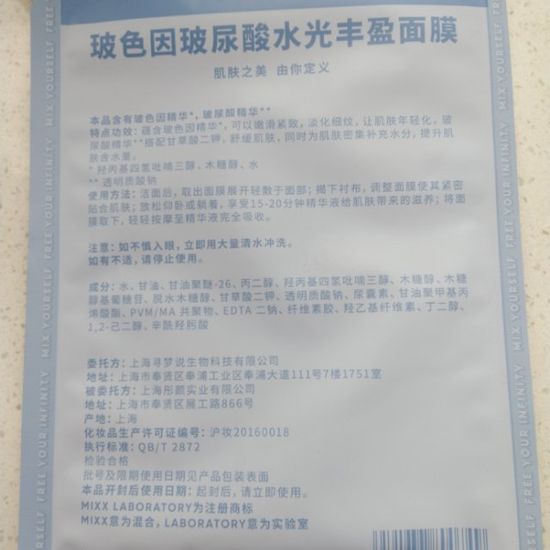 玻色因玻尿酸水光丰盈面膜
肌肤之美 由你定义
本品含有玻色因精华*,玻尿酸精华**
特点功效:蕴含玻色因精华*,可以嫩滑紧致,淡化细纹,让肌肤年轻化,玻
尿酸精华**搭配甘草酸二钾,舒缓肌肤,同时为肌肤密集补充水分,提升肌
肤含水量。
* 羟丙基四氢吡喃三醇、木糖醇、水
** 透明质酸钠
使用方法:洁面后,取出面膜展开轻敷于面部;揭下衬布,调整面膜使其紧密
贴合肌肤;放松仰卧或躺着,享受15-20分钟精华液给肌肤带来的滋养;将面
膜取下,轻轻按摩至精华液完全吸收。
注意:如不慎入眼,立即用大量清水冲洗。
如有不适,请停止使用。
成分:水、甘油、甘油聚醚-26、丙二醇、羟丙基四氢吡喃三醇、木糖醇、木糖
醇基葡糖苷、脱水木糖醇、甘草酸二钾、透明质酸钠、尿囊素、甘油聚甲基丙
烯酸酯、PVM/MA 共聚物、EDTA 二钠、纤维素胶、羟乙基纤维素、丁二醇、
1,2-己二醇、辛酰羟肟酸
委托方:上海寻梦说生物科技有限公司
地址:上海市奉贤区奉浦工业区奉浦大道111号7楼1751室
被委托方:上海彤颜实业有限公司
地址:上海市奉贤区展工路866号
产地:上海
化妆品生产许可证编号:沪妆20160018
执行标准:QB/T 2872
检验合格
批号及限期使用日期见产品包装表面
本品开封后使用日期:起封后,请立即使用。
MIXX LABORATORY为注册商标
MIXX意为混合,LABORATORY意为实验室
MIX YOURSELF, FREE YOUR INFINITY
MIX YOURSELF, FREE YOUR INFINITY